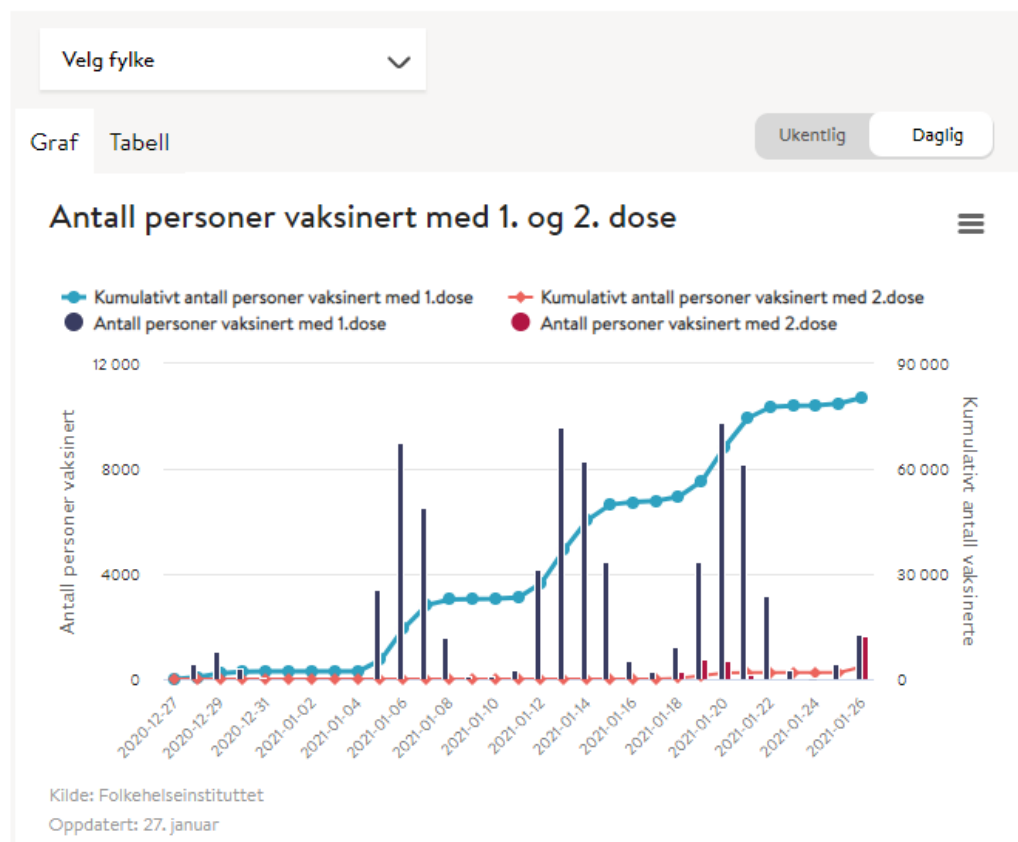 Velg fylke
Graf
Tabell
Ukentlig
Daglig
Antall personer vaksinert med 1. og 2. dose
Kumulativt antall personer vaksinert med 1.dose
Kumulativt antall personer vaksinert med 2.dose
Antall personer vaksinert med 1.dose
Antall personer vaksinert med 2.dose
12 000
8000
4000
0
Antall personer vaksinert
90 000
60 000
30 000
0
Kumulativt antall vaksinerte
2020-12-27
2020-12-29
2020-12-31
2021-01-02
2021-01-04
2021-01-06
2021-01-08
2021-01-10
2021-01-12
2021-01-14
2021-01-16
2021-01-18
2021-01-20
2021-01-22
2021-01-24
2021-01-26
Kilde: Folkehelseinstituttet
Oppdatert: 27. januar